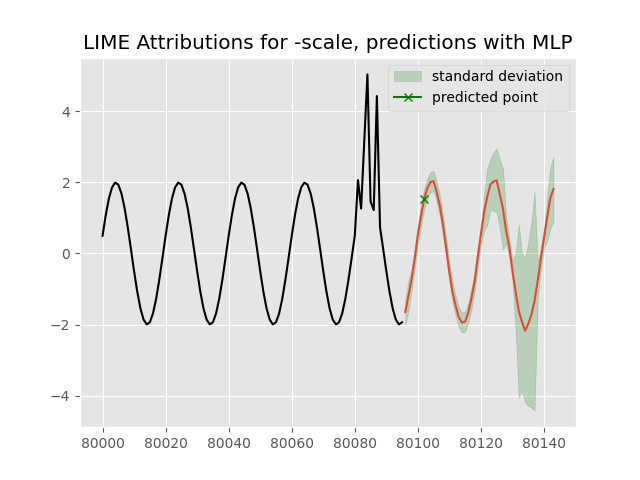 LIME Attributions for -scale, predictions with MLP
standard deviation
predicted point
4
2
0
−2
−4
80000 80020 80040 80060 80080 80100 80120 80140